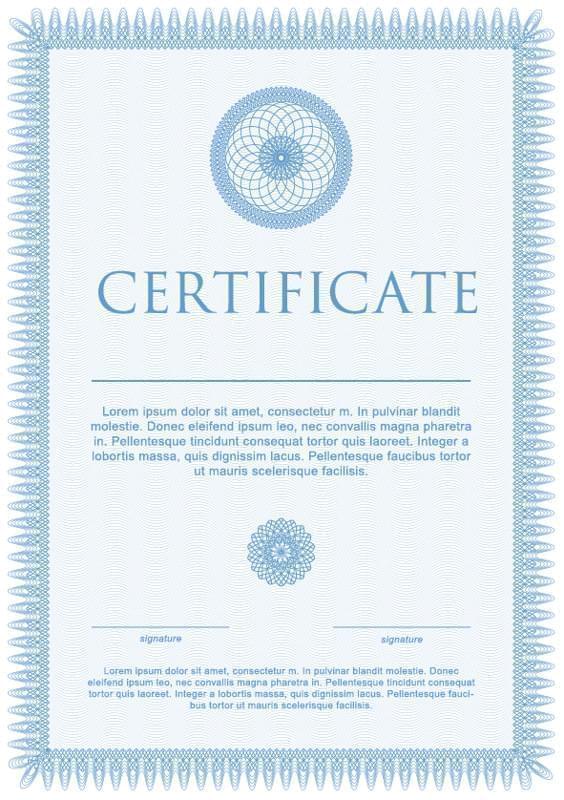 CERTIFICATE
Lorem ipsum dolor sit amet, consectetur m. In pulvinar blandit
molestie. Donec eleifend ipsum leo, nec convallis magna pharetra
in. Pellentesque tincidunt consequat tortor quis laoreet. Integer a
lobortis massa, quis dignissim lacus. Pellentesque faucibus tortor
ut mauris scelerisque facilisis.
signature
signature
Lorem ipsum dolor sit amet, consectetur m. In pulvinar blandit molestie. Donec
eleifend ipsum leo, nec convallis magna pharetra in. Pellentesque tincidunt consequat
tortor quis laoreet. Integer a lobortis massa, quis dignissim lacus. Pellentesque fauci-
bus tortor ut mauris scelerisque facilisis.